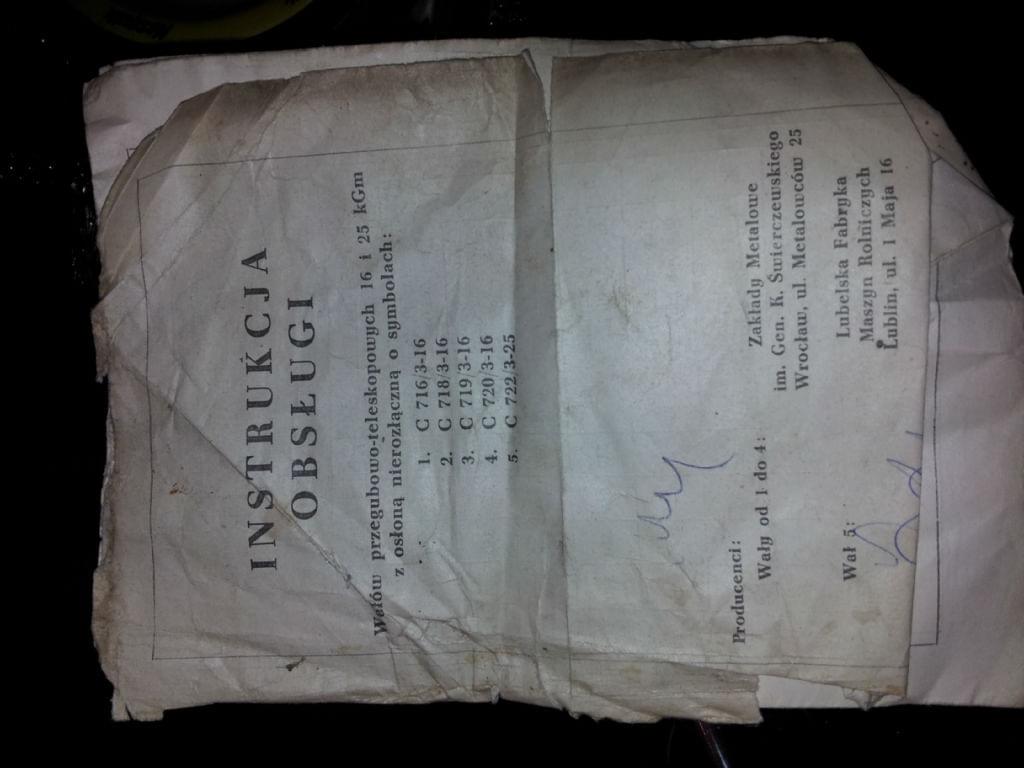 INSTRUKCJA
OBSŁUGI
Wałów przegubowo-teleskopowych 16 i 25 kGm
z osłoną nierozłączną o symbolach:
1. C 716/3-16
2. C 718/3-16
3. C 719/3-16
4. C 720/3-16
5. C 722/3-25
Producenci:
Wały od 1 do 4:
Zakłady Metalowe
im. Gen. K. Świerczewskiego
Wrocław, ul. Metalowców 25
Wał 5:
Lubelska Fabryka
Maszyn Rolniczych
Lublin, ul. 1 Maja 16